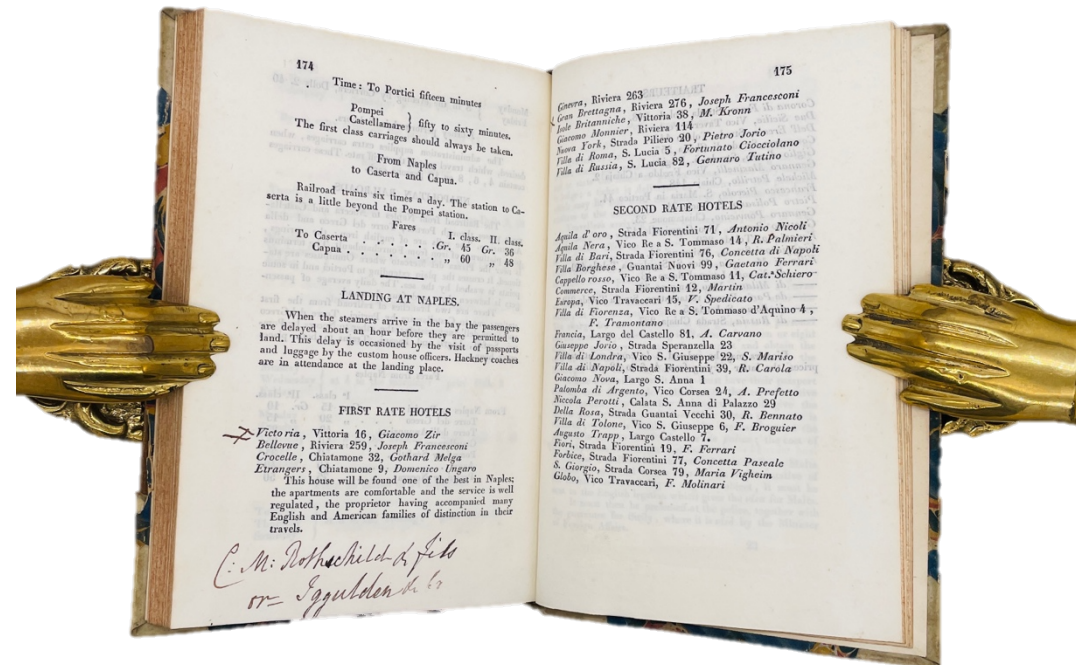 174
Time : To Portici fifteen minutes
Pompei
Castellamare } fifty to sixty minutes.
The first class carriages should always be taken.
From Naples
to Caserta and Capua.
Railroad trains six times a day. The station to Ca-
serta is a little beyond the Pompei station.
Fares
I. class. II. class.
To Caserta . . . . . . Gr. 45 Gr. 36
Capua . . . . . . . „ 60 „ 48
LANDING AT NAPLES.
When the steamers arrive in the bay the passengers
are delayed about an hour before they are permitted to
land. This delay is occasioned by the visit of passports
and luggage by the custom house officers. Hackney coaches
are in attendance at the landing place.
FIRST RATE HOTELS
Victoria, Vittoria 16, Giacomo Zir
Bellevue, Riviera 259, Joseph Francesconi
Crocelle, Chiatamone 32, Gothard Melga
Etrangers, Chiatamone 9, Domenico Ungaro
This house will be found one of the best in Naples;
the apartments are comfortable and the service is well
regulated, the proprietor having accompanied many
English and American families of distinction in their
travels.
C: M: Rothschild & fils
or Iggulden & Co
175
Ginevra, Riviera 263
Gran Brettagna, Riviera 276, Joseph Francesconi
Isole Britanniche, Vittoria 38, M. Kronn
Giacomo Monnier, Riviera 114
Nuova York, Strada Piliero 20, Pietro Jorio
Villa di Roma, S. Lucia 5, Fortunato Ciocciolano
Villa di Russia, S. Lucia 82, Gennaro Tutino
SECOND RATE HOTELS
Aquila d' oro, Strada Fiorentini 71, Antonio Nicoli
Aquila Nera, Vico Re a S. Tommaso 14, R. Palmieri
Villa di Bari, Strada Fiorentini 76, Concetta di Napoli
Villa Borghese, Guantai Nuovi 99, Gaetano Ferrari
Cappello rosso, Vico Re a S. Tommaso 11, Cat.a Schiero-
Commerce, Strada Fiorentini 12, Martin
Europa, Vico Travaccari 15, V. Spedicato
Villa di Fiorenza, Vico Re a S. Tommaso d'Aquino 4,
F. Tramontano
Francia, Largo del Castello 81, A. Carvano
Guiseppe Jorio, Strada Speranzella 23
Villa di Londra, Vico S. Giuseppe 22, S. Mariso
Villa di Napoli, Strada Fiorentini 39, R. Carola
Giacomo Nova, Largo S. Anna 1
Palomba di Argento, Vico Corsea 24, A. Prefetto
Niccola Perotti, Calata S. Anna di Palazzo 29
Della Rosa, Strada Guantai Vecchi 30, R. Bennato
Villa di Tolone, Vico S. Giuseppe 6, F. Broguier
Augusto Trapp, Largo Castello 7.
Fiori, Strada Fiorentini 19, F. Ferrari
Forbice, Strada Fiorentini 77, Concetta Paseale
S. Giorgio, Strada Corsea 79, Maria Vigheim
Globo, Vico Travaccari, F. Molinari